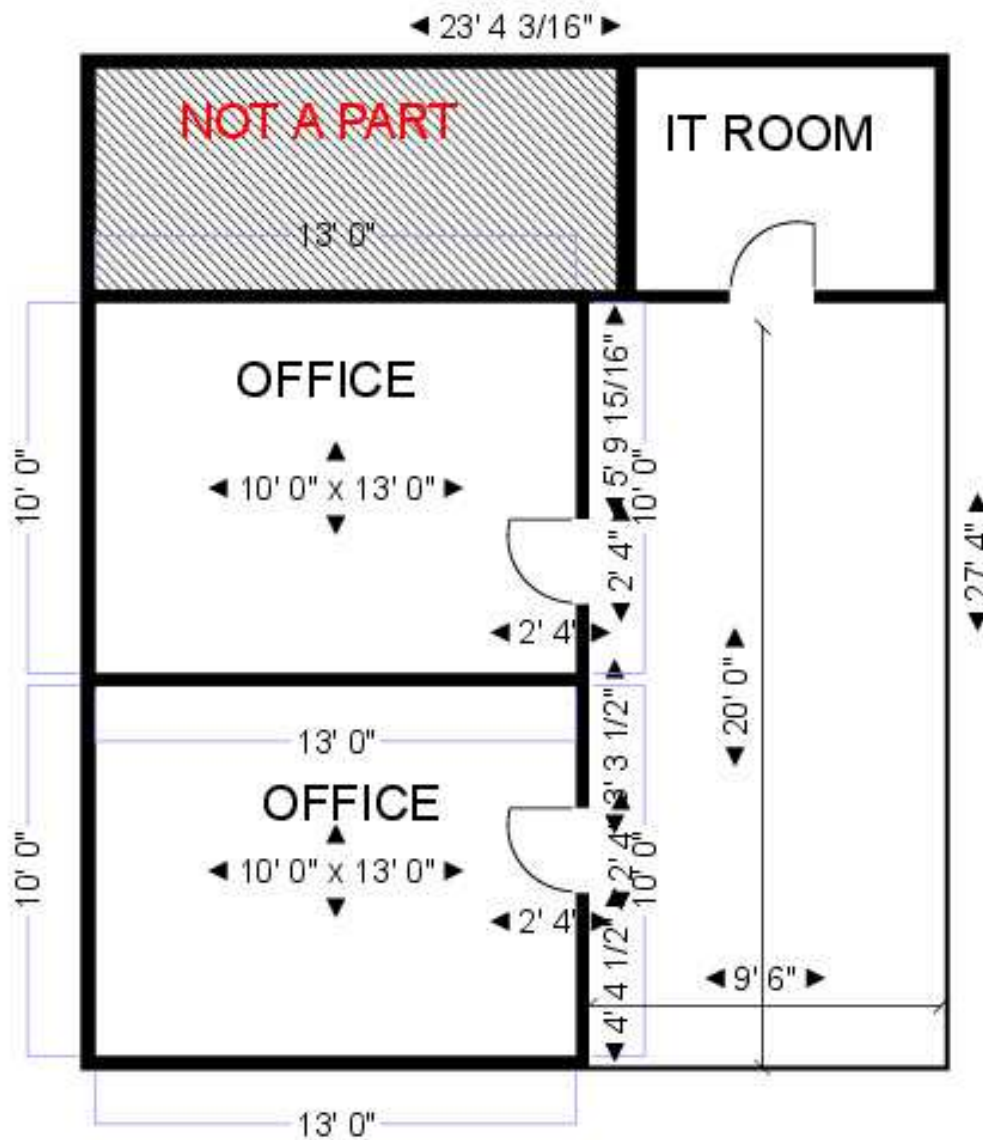 23' 4 3/16"
NOT A PART
IT ROOM
13' 0"
OFFICE
10' 0" x 13' 0"
10' 0"
5' 9 15/16"
10' 0"
2' 4"
2' 4"
27' 4"
20' 0"
3' 3 1/2"
13' 0"
OFFICE
10' 0" x 13' 0"
10' 0"
2' 4
10' 0"
2' 4"
4' 4 1/2"
9' 6"
13' 0"